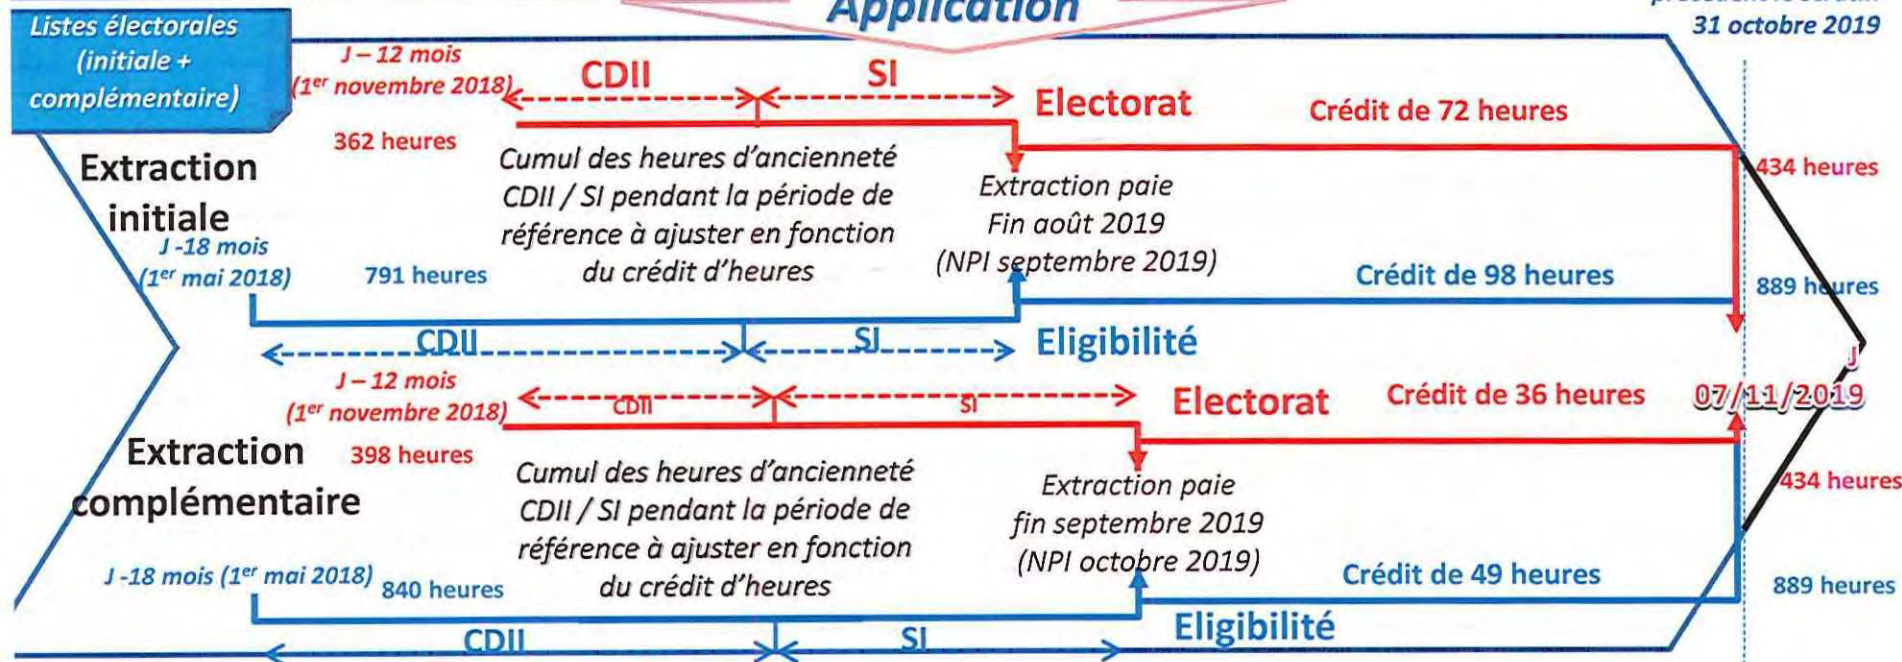 Application
31 octobre 2019
Listes électorales
(initiale +
complémentaire)
J – 12 mois
(1er novembre 2018)
CDII
SI
Electorat
Crédit de 72 heures
362 heures
434 heures
Extraction
initiale
Cumul des heures d'ancienneté
CDII / SI pendant la période de
référence à ajuster en fonction
du crédit d'heures
Extraction paie
Fin août 2019
(NPI septembre 2019)
J -18 mois
(1er mai 2018)
791 heures
Crédit de 98 heures
889 heures
CDII
SI
Eligibilité
J
07/11/2019
J – 12 mois
(1er novembre 2018)
CDII
SI
Electorat
Crédit de 36 heures
398 heures
434 heures
Extraction
complémentaire
Cumul des heures d'ancienneté
CDII / SI pendant la période de
référence à ajuster en fonction
du crédit d'heures
Extraction paie
fin septembre 2019
(NPI octobre 2019)
J -18 mois (1er mai 2018)
840 heures
Crédit de 49 heures
889 heures
CDII
SI
Eligibilité